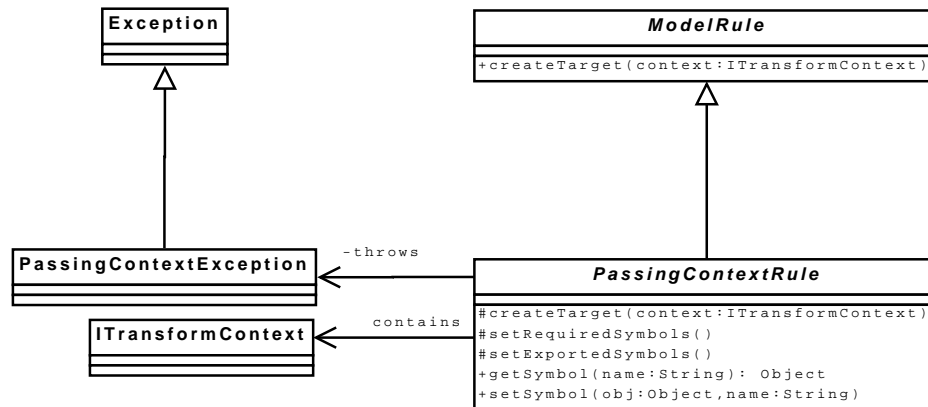 Exception
ModelRule
+createTarget(context:ITransformContext)
-throws
PassingContextException
PassingContextRule
contains
ITransformContext
#createTarget(context:ITransformContext)
#setRequiredSymbols()
#setExportedSymbols()
+getSymbol(name:String): Object
+setSymbol(obj:Object,name:String)